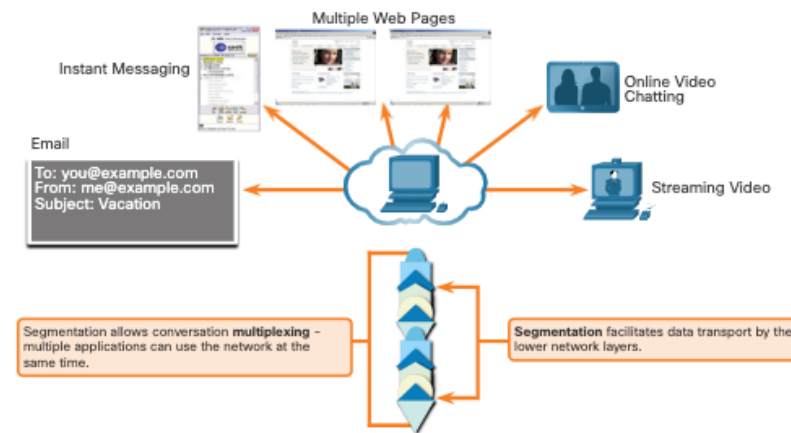 Multiple Web Pages
Instant Messaging
Online Video
Chatting
Email
To: you@example.com
From: me@example.com
Subject: Vacation
Streaming Video
Segmentation allows conversation multiplexing -
multiple applications can use the network at the
same time.
Segmentation facilitates data transport by the
lower network layers.